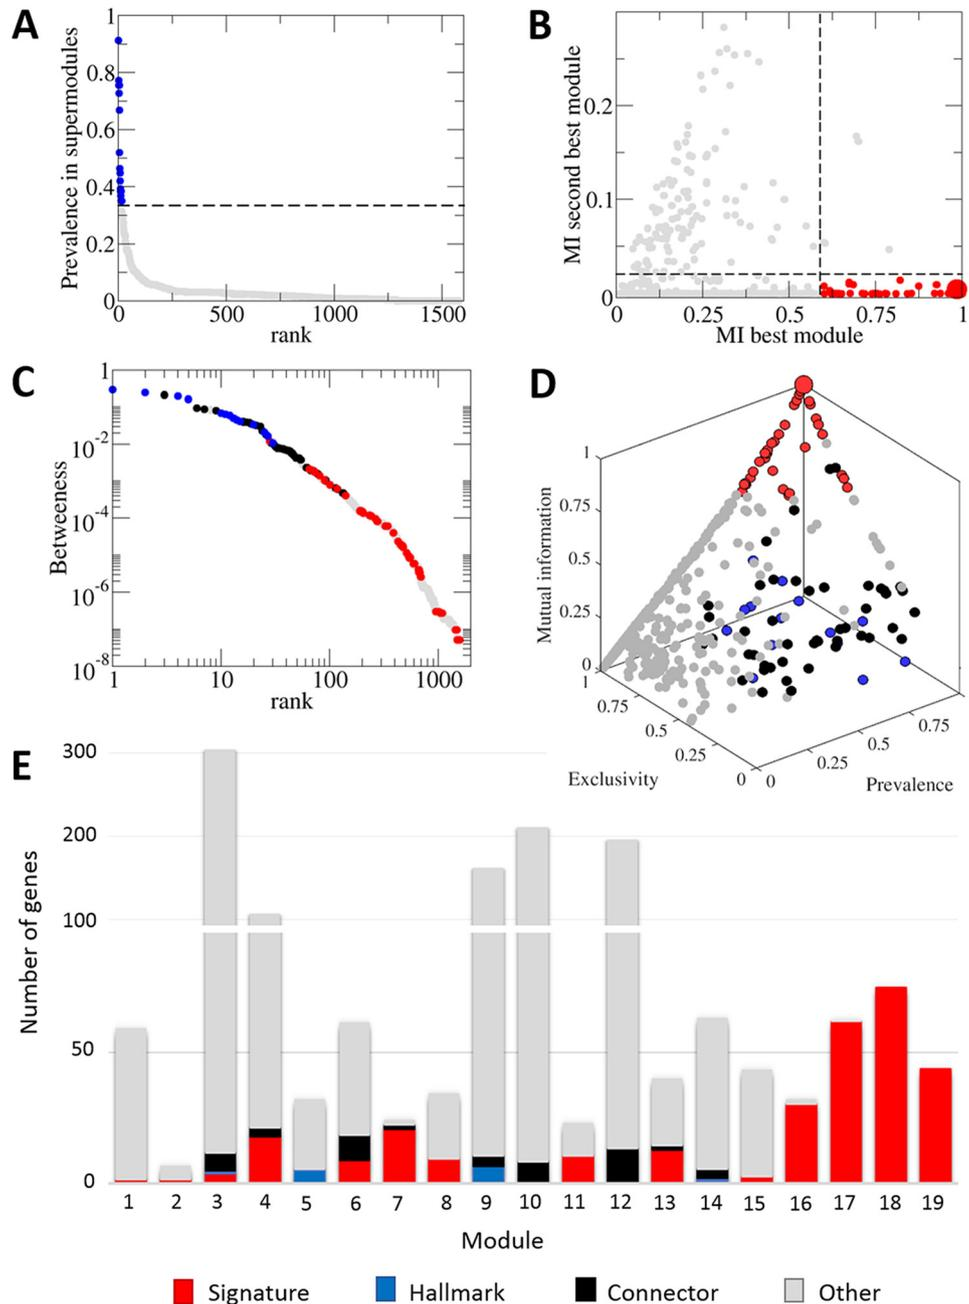 A
Prevalence in supermodules
1
0.8
0.6
0.4
0.2
0
0 500 1000 1500
rank
B
MI second best module
0.2
0.1
0
0 0.25 0.5 0.75 1
MI best module
C
Betweeness
1
10-2
10-4
10-6
10-8
1 10 100 1000
rank
D
Mutual information
1
0.75
0.5
0.25
0
1
0.75
0.5
0.25
0
Exclusivity
0
0.25
0.5
0.75
Prevalence
E
Number of genes
300
200
100
50
0
1 2 3 4 5 6 7 8 9 10 11 12 13 14 15 16 17 18 19
Module
Signature Hallmark Connector Other